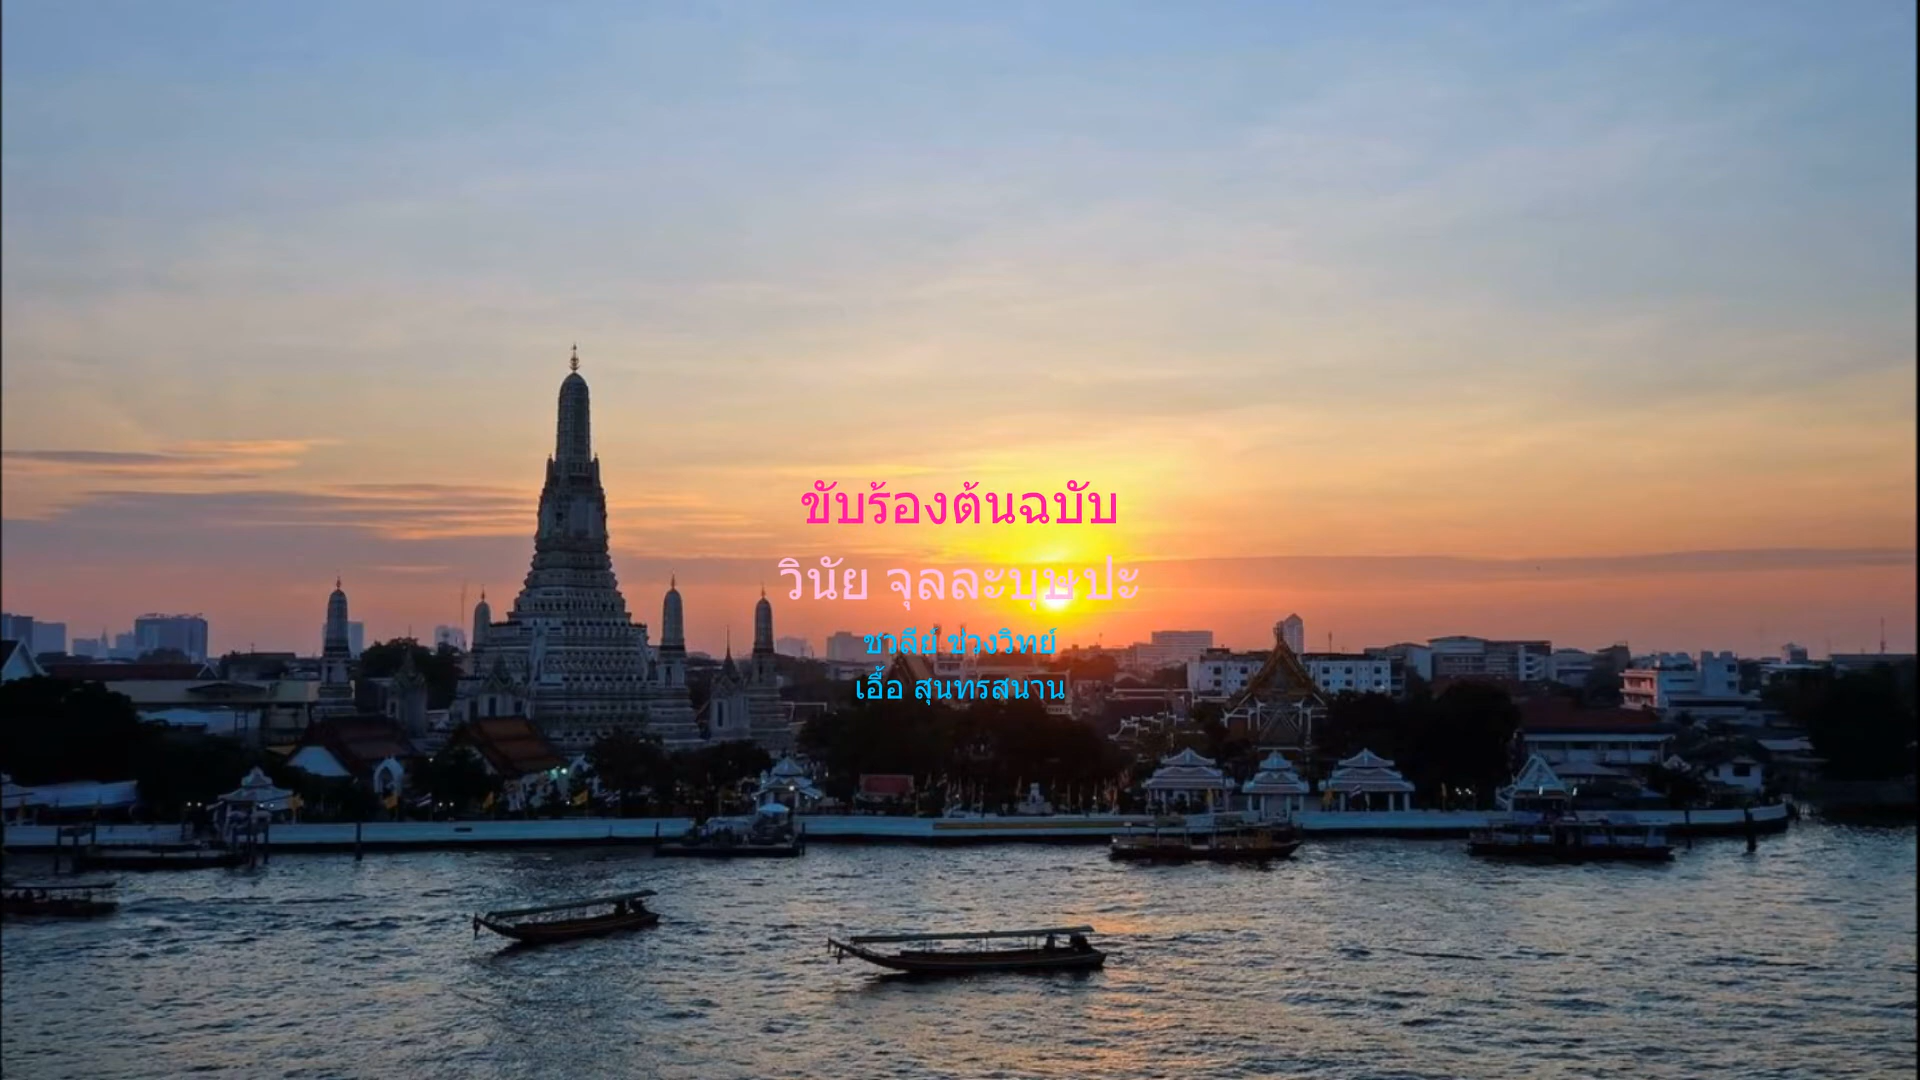 ขับร้องต้นฉบับ
วินัย จุลละบุษปะ
ชวลีย์ ช่วงวิทย์
เอื้อ สุนทรสนาน